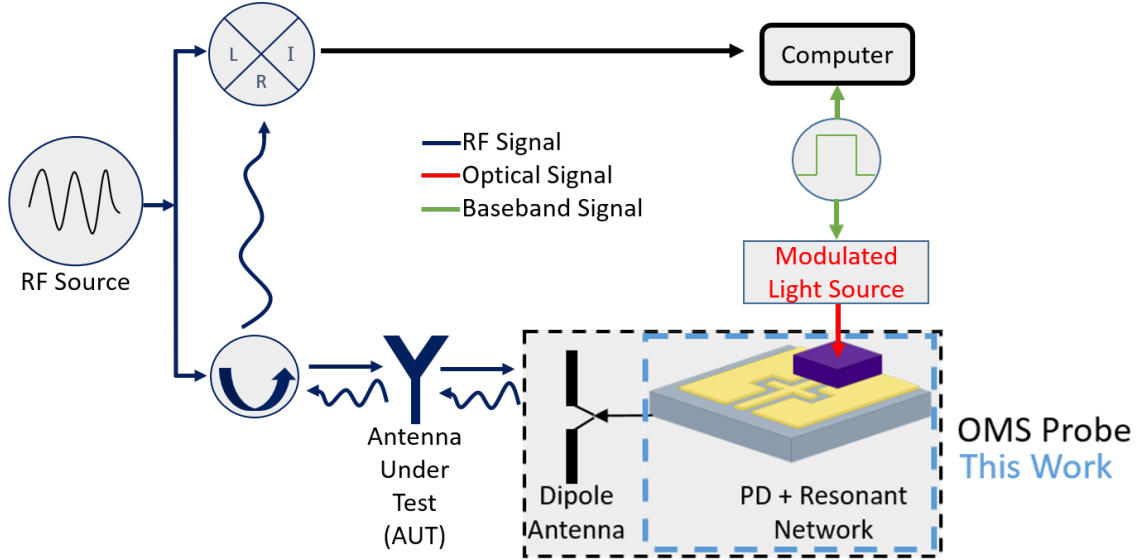 L
I
R
Computer
RF Signal
Optical Signal
Baseband Signal
RF Source
Modulated
Light Source
Antenna
Under
Test
(AUT)
Dipole
Antenna
PD + Resonant
Network
OMS Probe
This Work